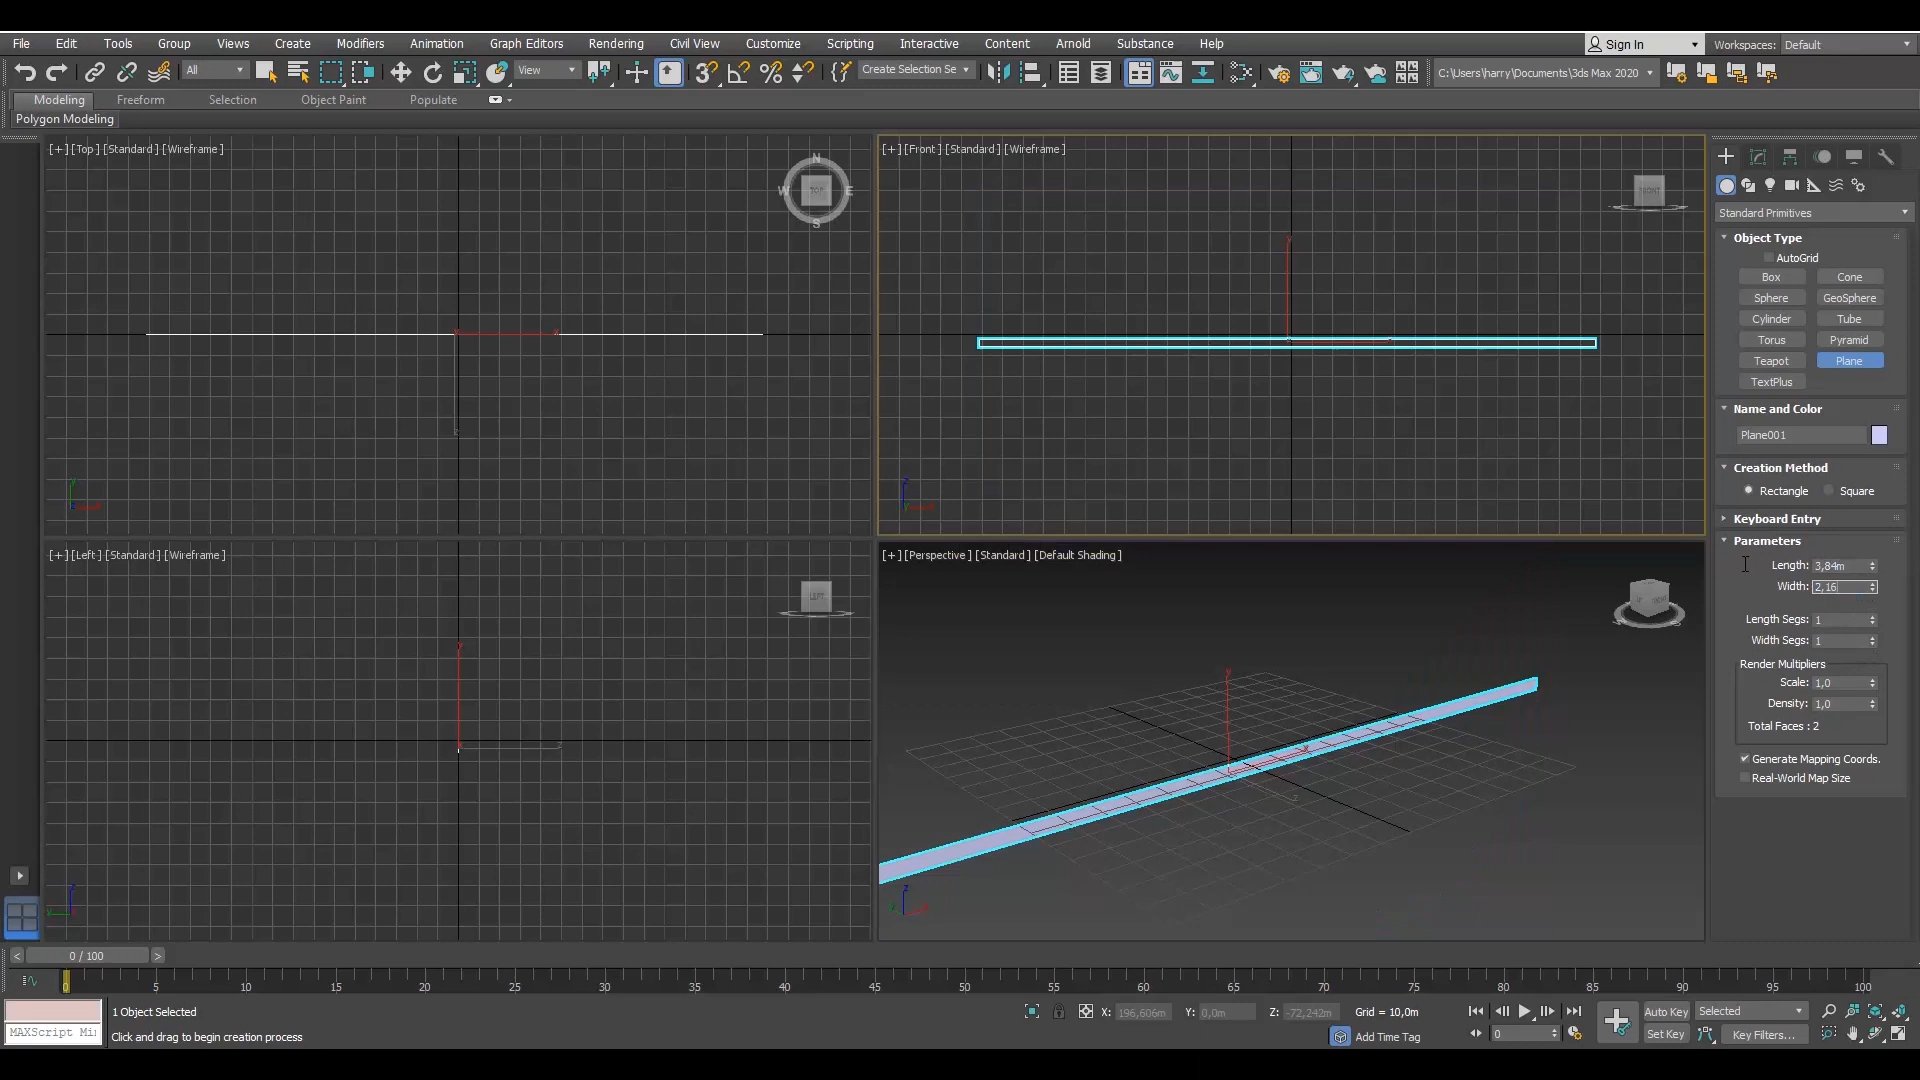 File Edit Tools Group Views Create Modifiers Animation Graph Editors Rendering Civil View Customize Scripting Interactive Content Arnold Substance Help Sign In Workspaces: Default
All View Create Selection Se C:\Users\harry\Documents\3ds Max 2020
Modeling Freeform Selection Object Paint Populate
Polygon Modeling
[+] [Top] [Standard] [Wireframe]
N
W TOP E
S
[+] [Front] [Standard] [Wireframe]
FRONT
[+] [Left] [Standard] [Wireframe]
LEFT
[+] [Perspective] [Standard] [Default Shading]
Standard Primitives
Object Type
AutoGrid
Box Cone
Sphere GeoSphere
Cylinder Tube
Torus Pyramid
Teapot Plane
TextPlus
Name and Color
Plane001
Creation Method
Rectangle Square
Keyboard Entry
Parameters
Length: 3,84m
Width: 2,16
Length Segs: 1
Width Segs: 1
Render Multipliers
Scale: 1,0
Density: 1,0
Total Faces : 2
Generate Mapping Coords.
Real-World Map Size
< 0 / 100 >
0 5 10 15 20 25 30 35 40 45 50 55 60 65 70 75 80 85 90 95 100
1 Object Selected X: 196,606m Y: 0,0m Z: -72,242m Grid = 10,0m Auto Key Selected
MAXScript Mi Click and drag to begin creation process Add Time Tag 0 Set Key Key Filters...